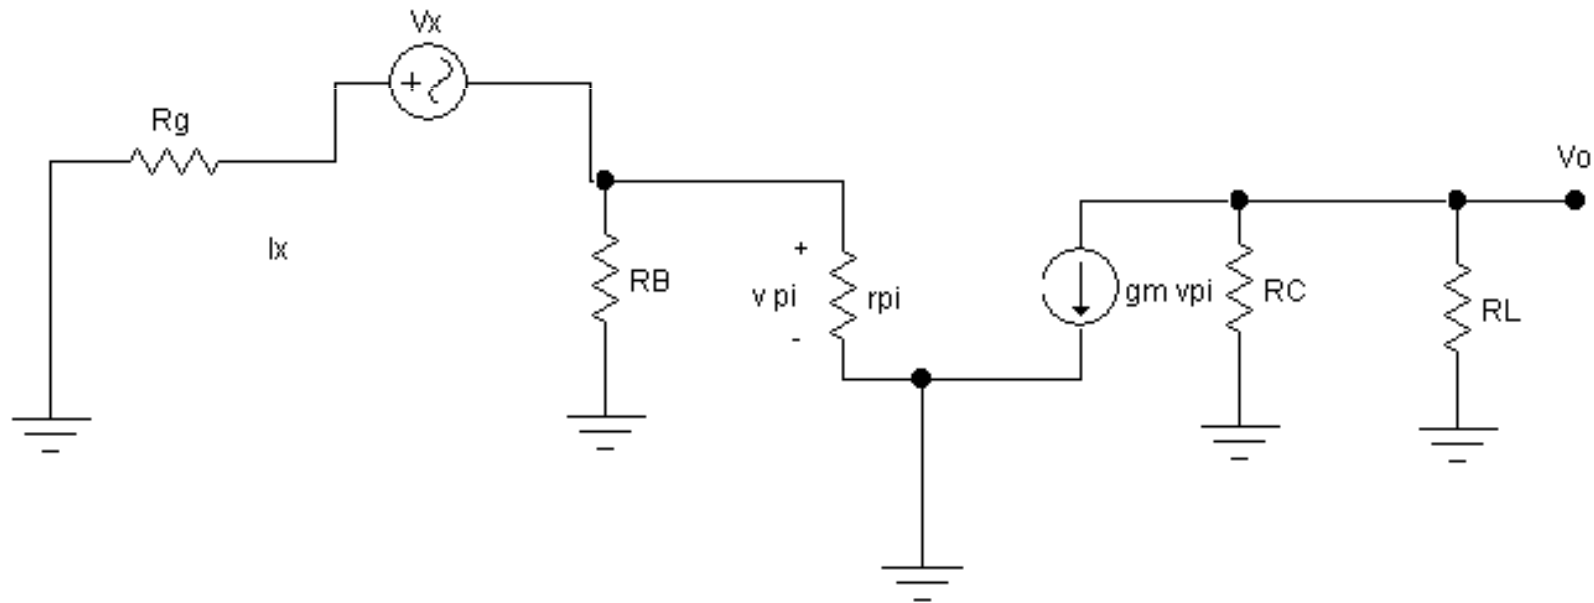 Vx
Rg
Vo
Ix
+
RB
+
v pi
-
rpi
gm vpi
RC
RL